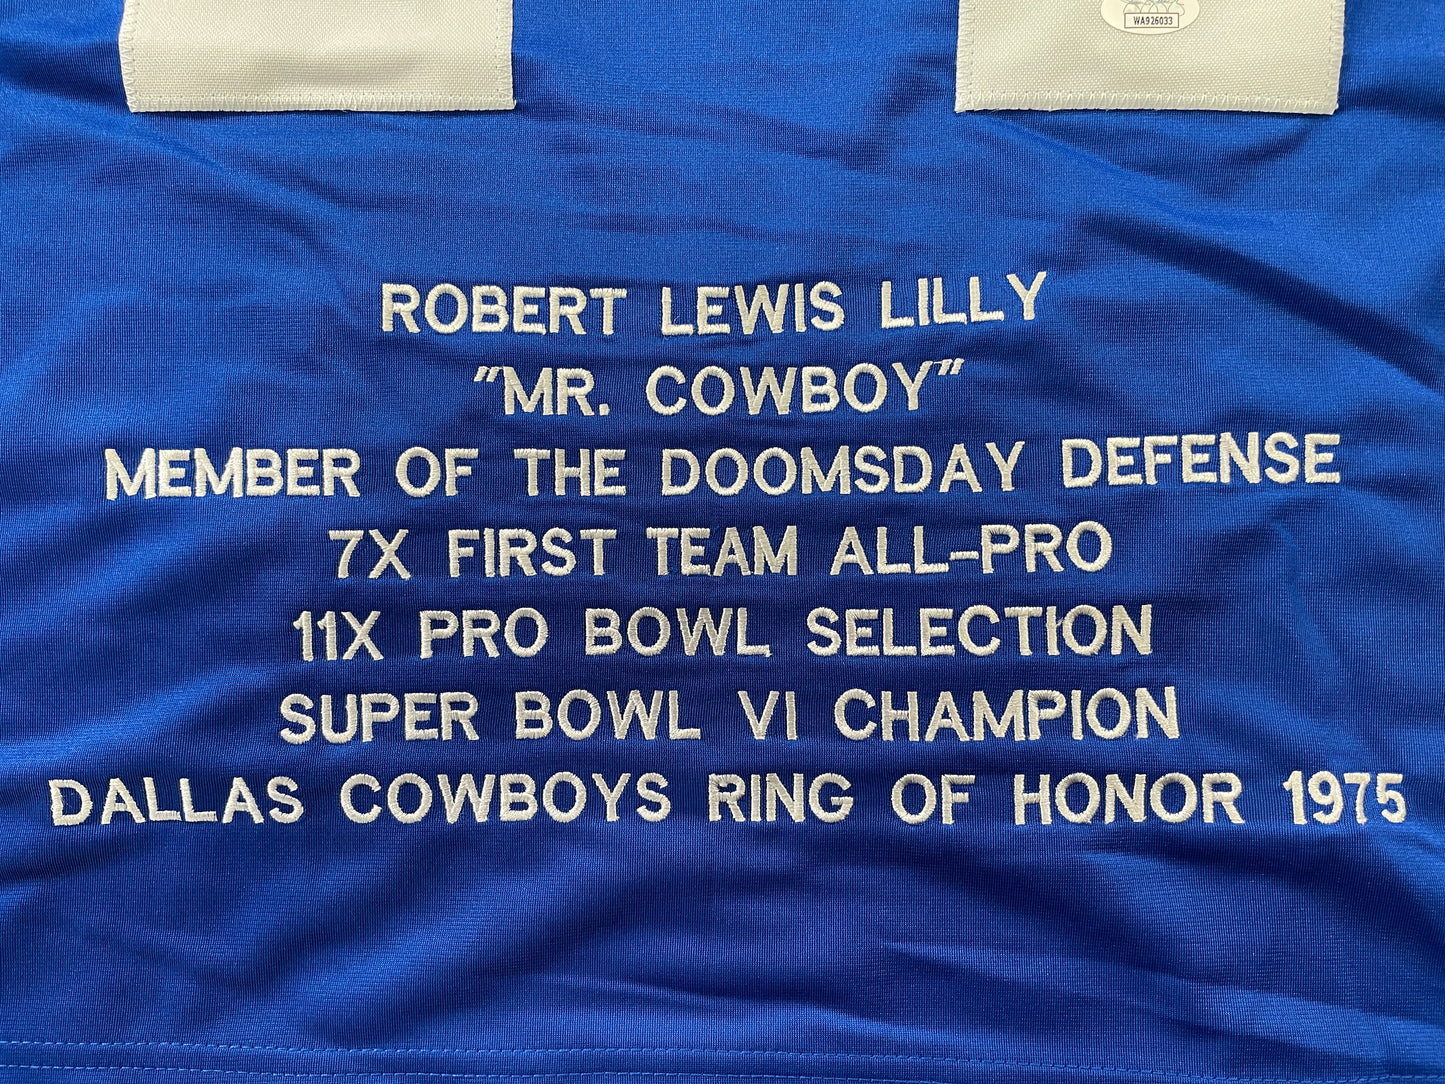 WA926033
ROBERT LEWIS LILLY
"MR. COWBOY"
MEMBER OF THE DOOMSDAY DEFENSE
7X FIRST TEAM ALL-PRO
11X PRO BOWL SELECTION
SUPER BOWL VI CHAMPION
DALLAS COWBOYS RING OF HONOR 1975